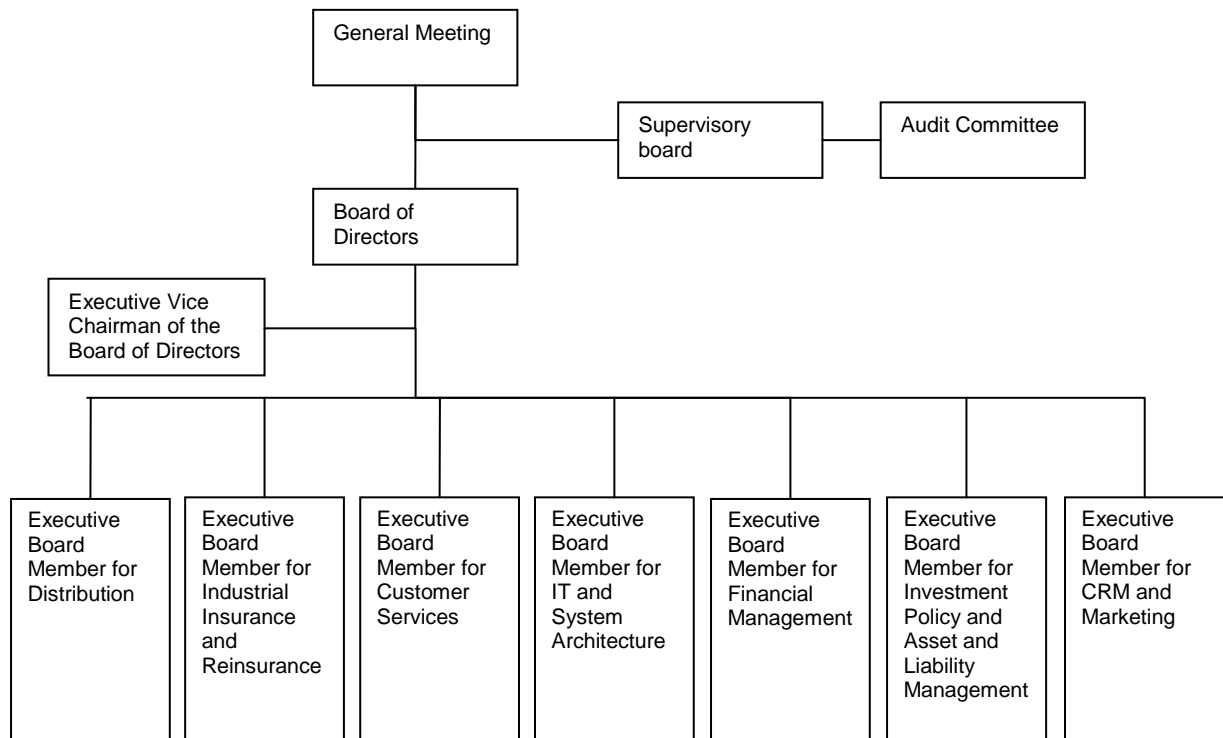 General Meeting
Supervisory
board
Audit Committee
Board of
Directors
Executive Vice
Chairman of the
Board of Directors
Executive
Board
Member for
Distribution
Executive
Board
Member for
Industrial
Insurance
and
Reinsurance
Executive
Board
Member for
Customer
Services
Executive
Board
Member for
IT and
System
Architecture
Executive
Board
Member for
Financial
Management
Executive
Board
Member for
Investment
Policy and
Asset and
Liability
Management
Executive
Board
Member for
CRM and
Marketing